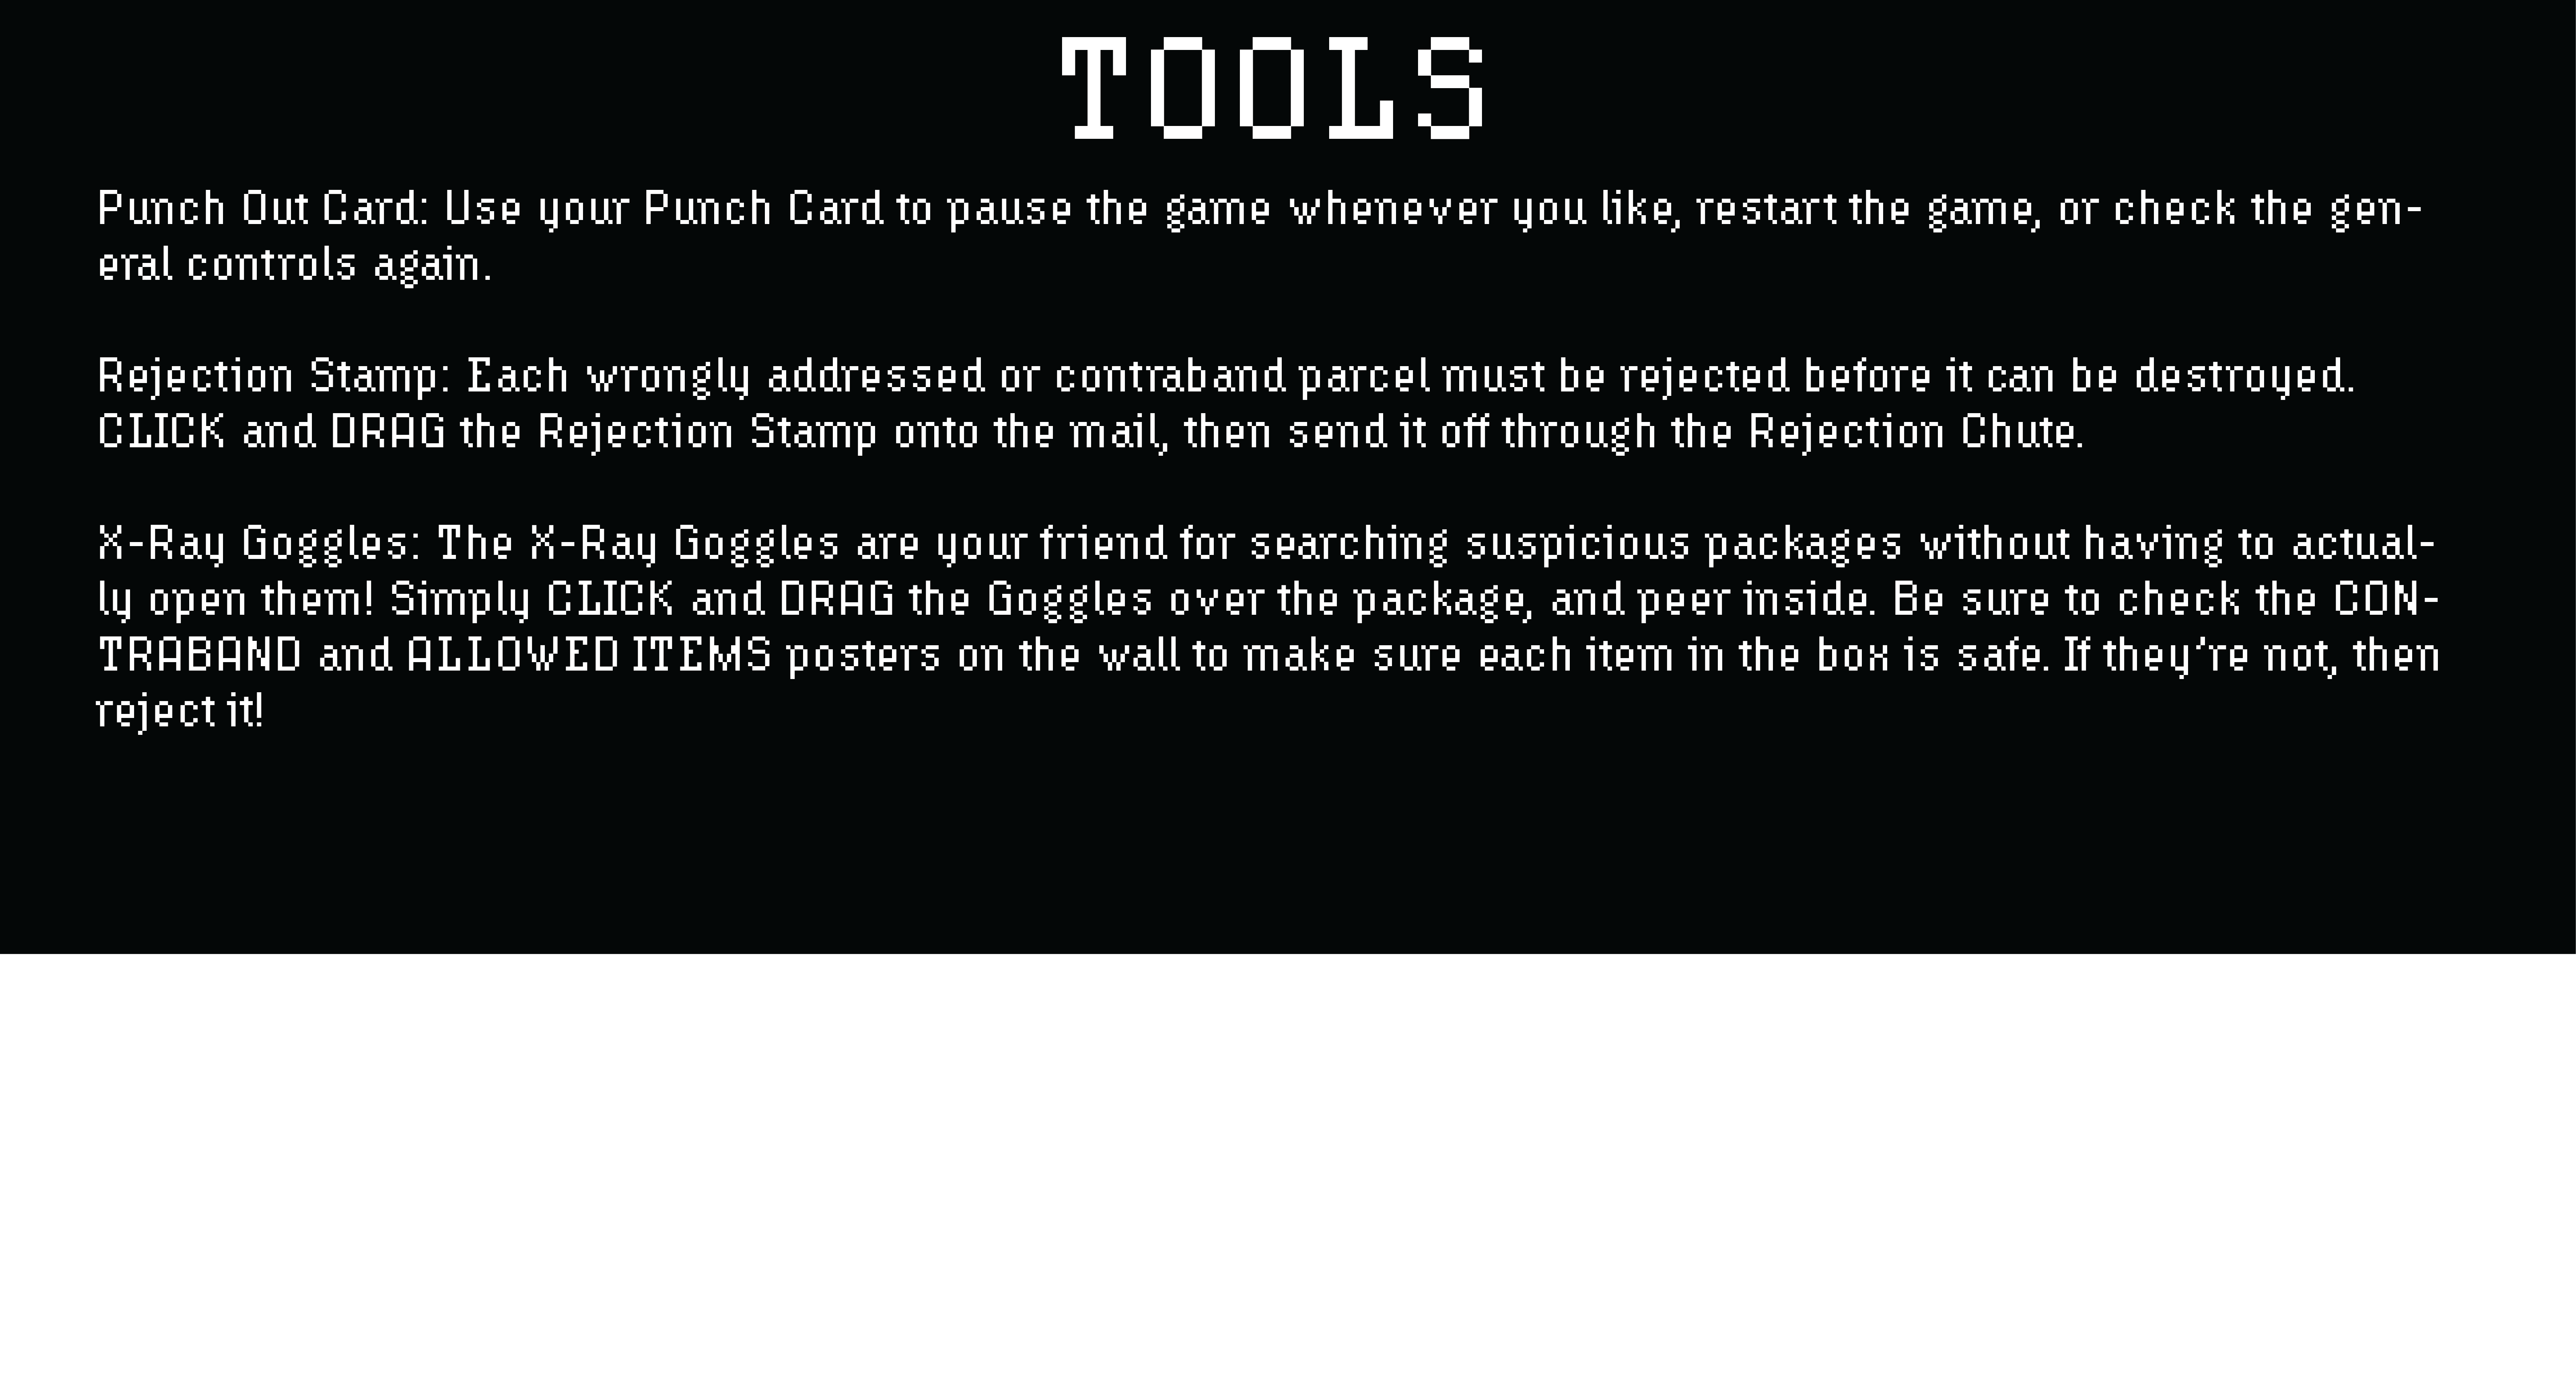 TOOLS
Punch Out Card: Use your Punch Card to pause the game whenever you like, restart the game, or check the gen-
eral controls again.
Rejection Stamp: Each wrongly addressed or contraband parcel must be rejected before it can be destroyed.
CLICK and DRAG the Rejection Stamp onto the mail, then send it off through the Rejection Chute.
X-Ray Goggles: The X-Ray Goggles are your friend for searching suspicious packages without having to actual-
ly open them! Simply CLICK and DRAG the Goggles over the package, and peer inside. Be sure to check the CON-
TRABAND and ALLOWED ITEMS posters on the wall to make sure each item in the box is safe. If they're not, then
reject it!